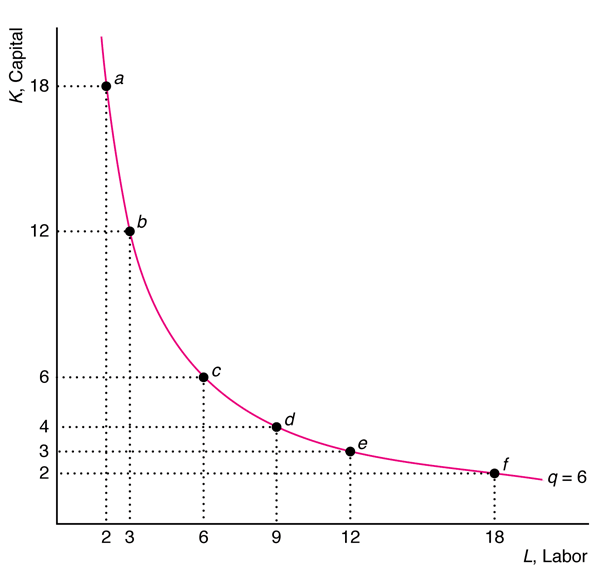 K, Capital
18
a
12
b
6
c
4
d
3
e
2
f
q = 6
2 3 6 9 12 18
L, Labor